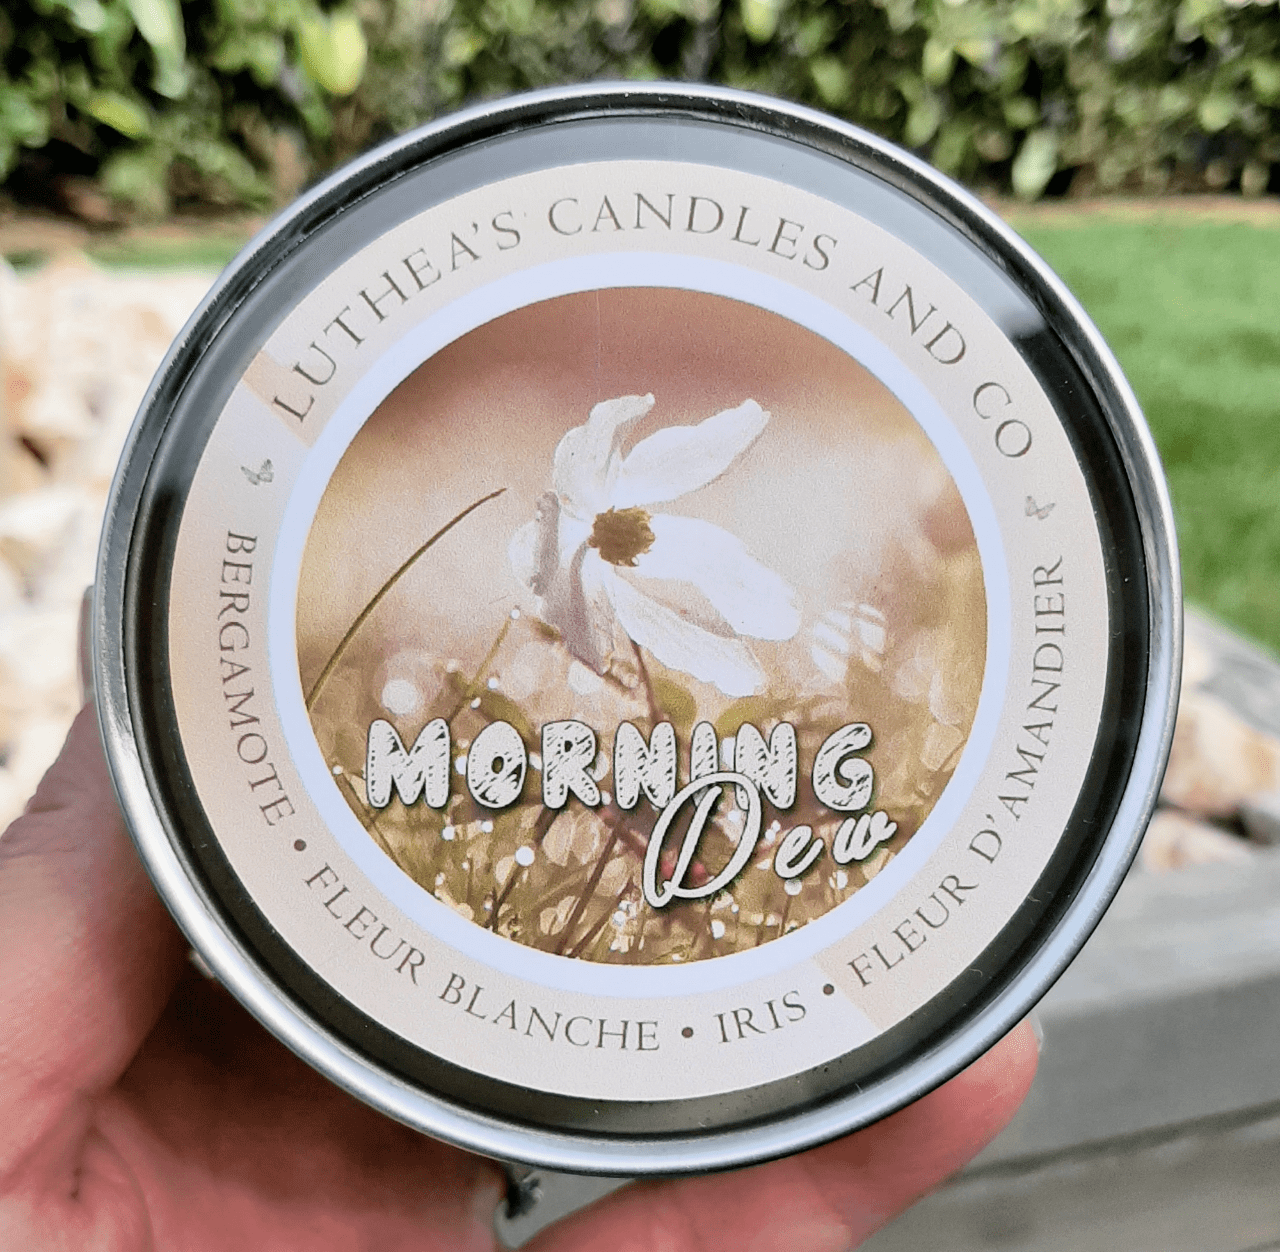 LUTHEA'S CANDLES AND CO
MORNING
Dew
BERGAMOTE • FLEUR BLANCHE • IRIS • FLEUR D'AMANDIER